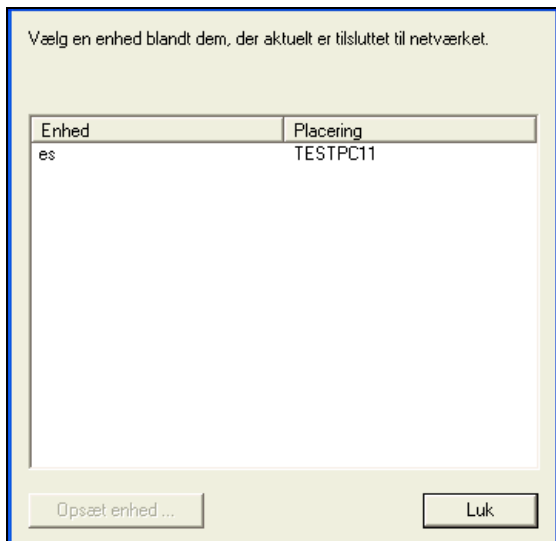 Vælg en enhed blandt dem, der aktuelt er tilsluttet til netværket.
Enhed Placering
es TESTPC11
Opsæt enhed ... Luk